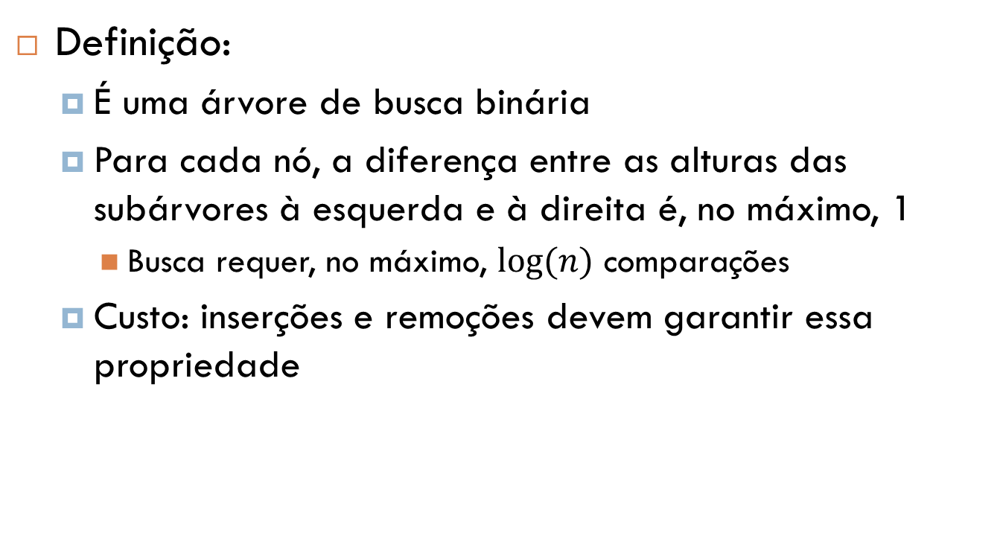 Definição:
É uma árvore de busca binária
Para cada nó, a diferença entre as alturas das
subárvores à esquerda e à direita é, no máximo, 1
Busca requer, no máximo, log(n) comparações
Custo: inserções e remoções devem garantir essa
propriedade